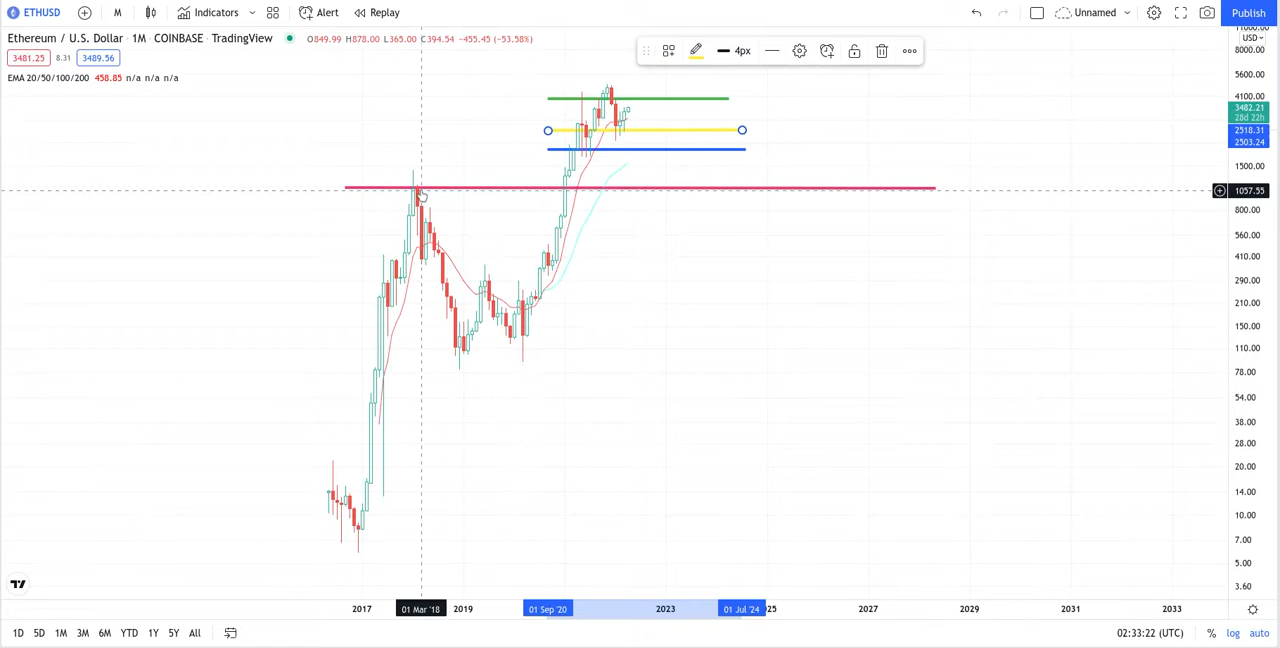 ETHUSD M Indicators Alert Replay Unnamed Publish
Ethereum / U.S. Dollar · 1M · COINBASE · TradingView O849.99 H878.00 L365.00 C394.54 −455.45 (−53.58%)
3481.25 8.31 3489.56
EMA 20/50/100/200 458.85 n/a n/a n/a
4px
USD
8000.00
5600.00
4100.00
3482.21
28d 22h
2518.31
2503.24
1500.00
1057.55
800.00
560.00
410.00
290.00
210.00
150.00
110.00
78.00
54.00
38.00
28.00
20.00
14.00
10.00
7.00
5.00
3.60
2017 01 Mar '18 2019 01 Sep '20 2023 01 Jul '24 25 2027 2029 2031 2033
1D 5D 1M 3M 6M YTD 1Y 5Y All 02:33:22 (UTC) % log auto